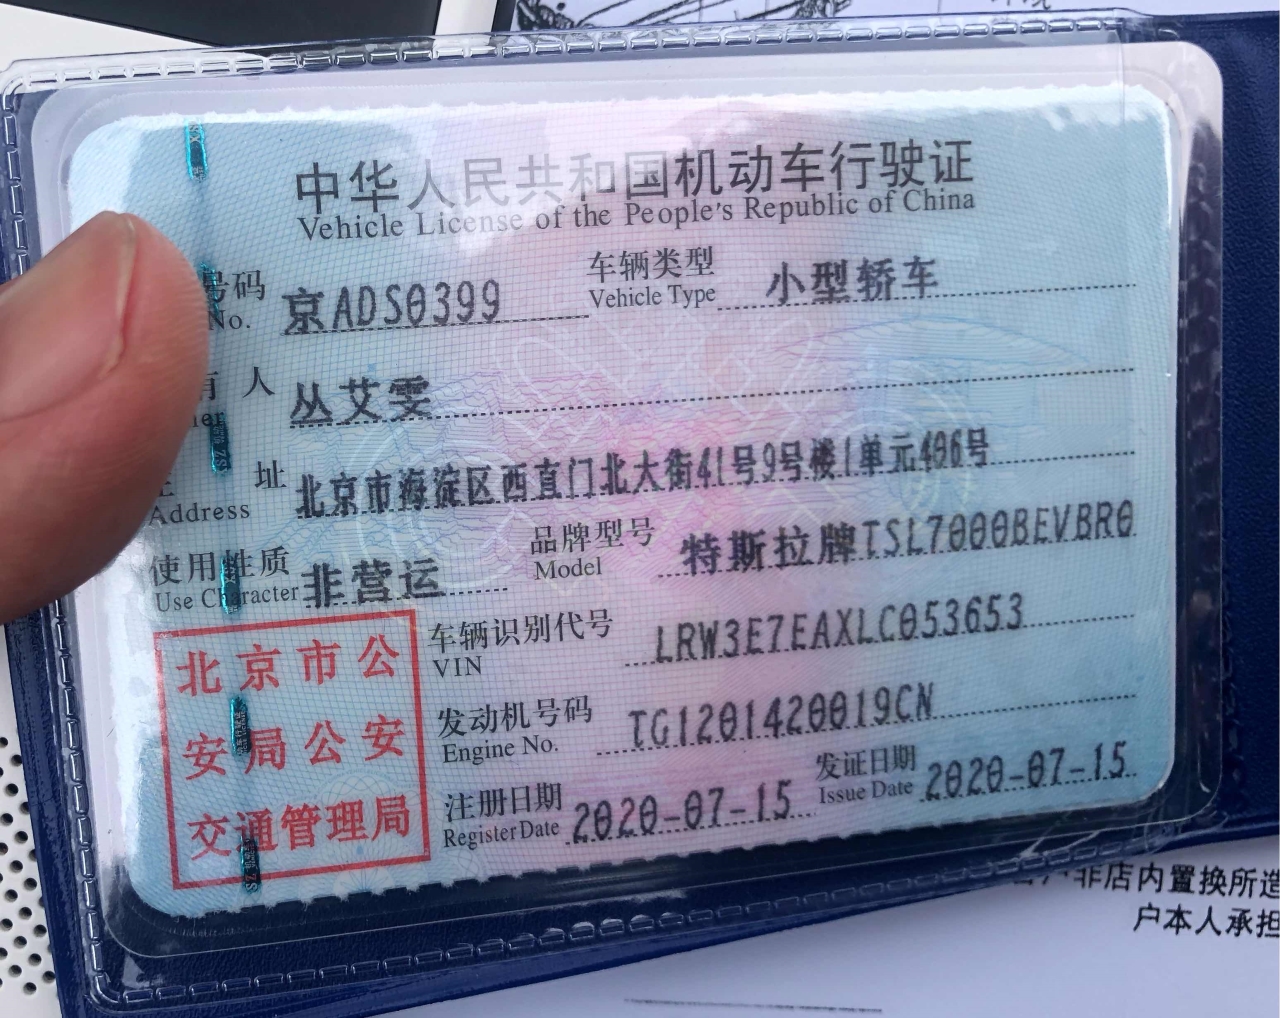 中华人民共和国机动车行驶证
Vehicle License of the People's Republic of China
号码 京ADS0399 车辆类型 小型轿车
No. Vehicle Type
人 丛艾雯
址 北京市海淀区西直门北大街41号9号楼1单元406号
Address
使用性质 非营运 品牌型号 特斯拉牌TSL7000BEVBR0
Use Character Model
车辆识别代号 LRW3E7EAXLC053653
VIN
发动机号码 TG1201420019CN
Engine No.
注册日期 2020-07-15 发证日期 2020-07-15
Register Date Issue Date
北京市公
安局公安
交通管理局
非店内置换所造
户本人承担